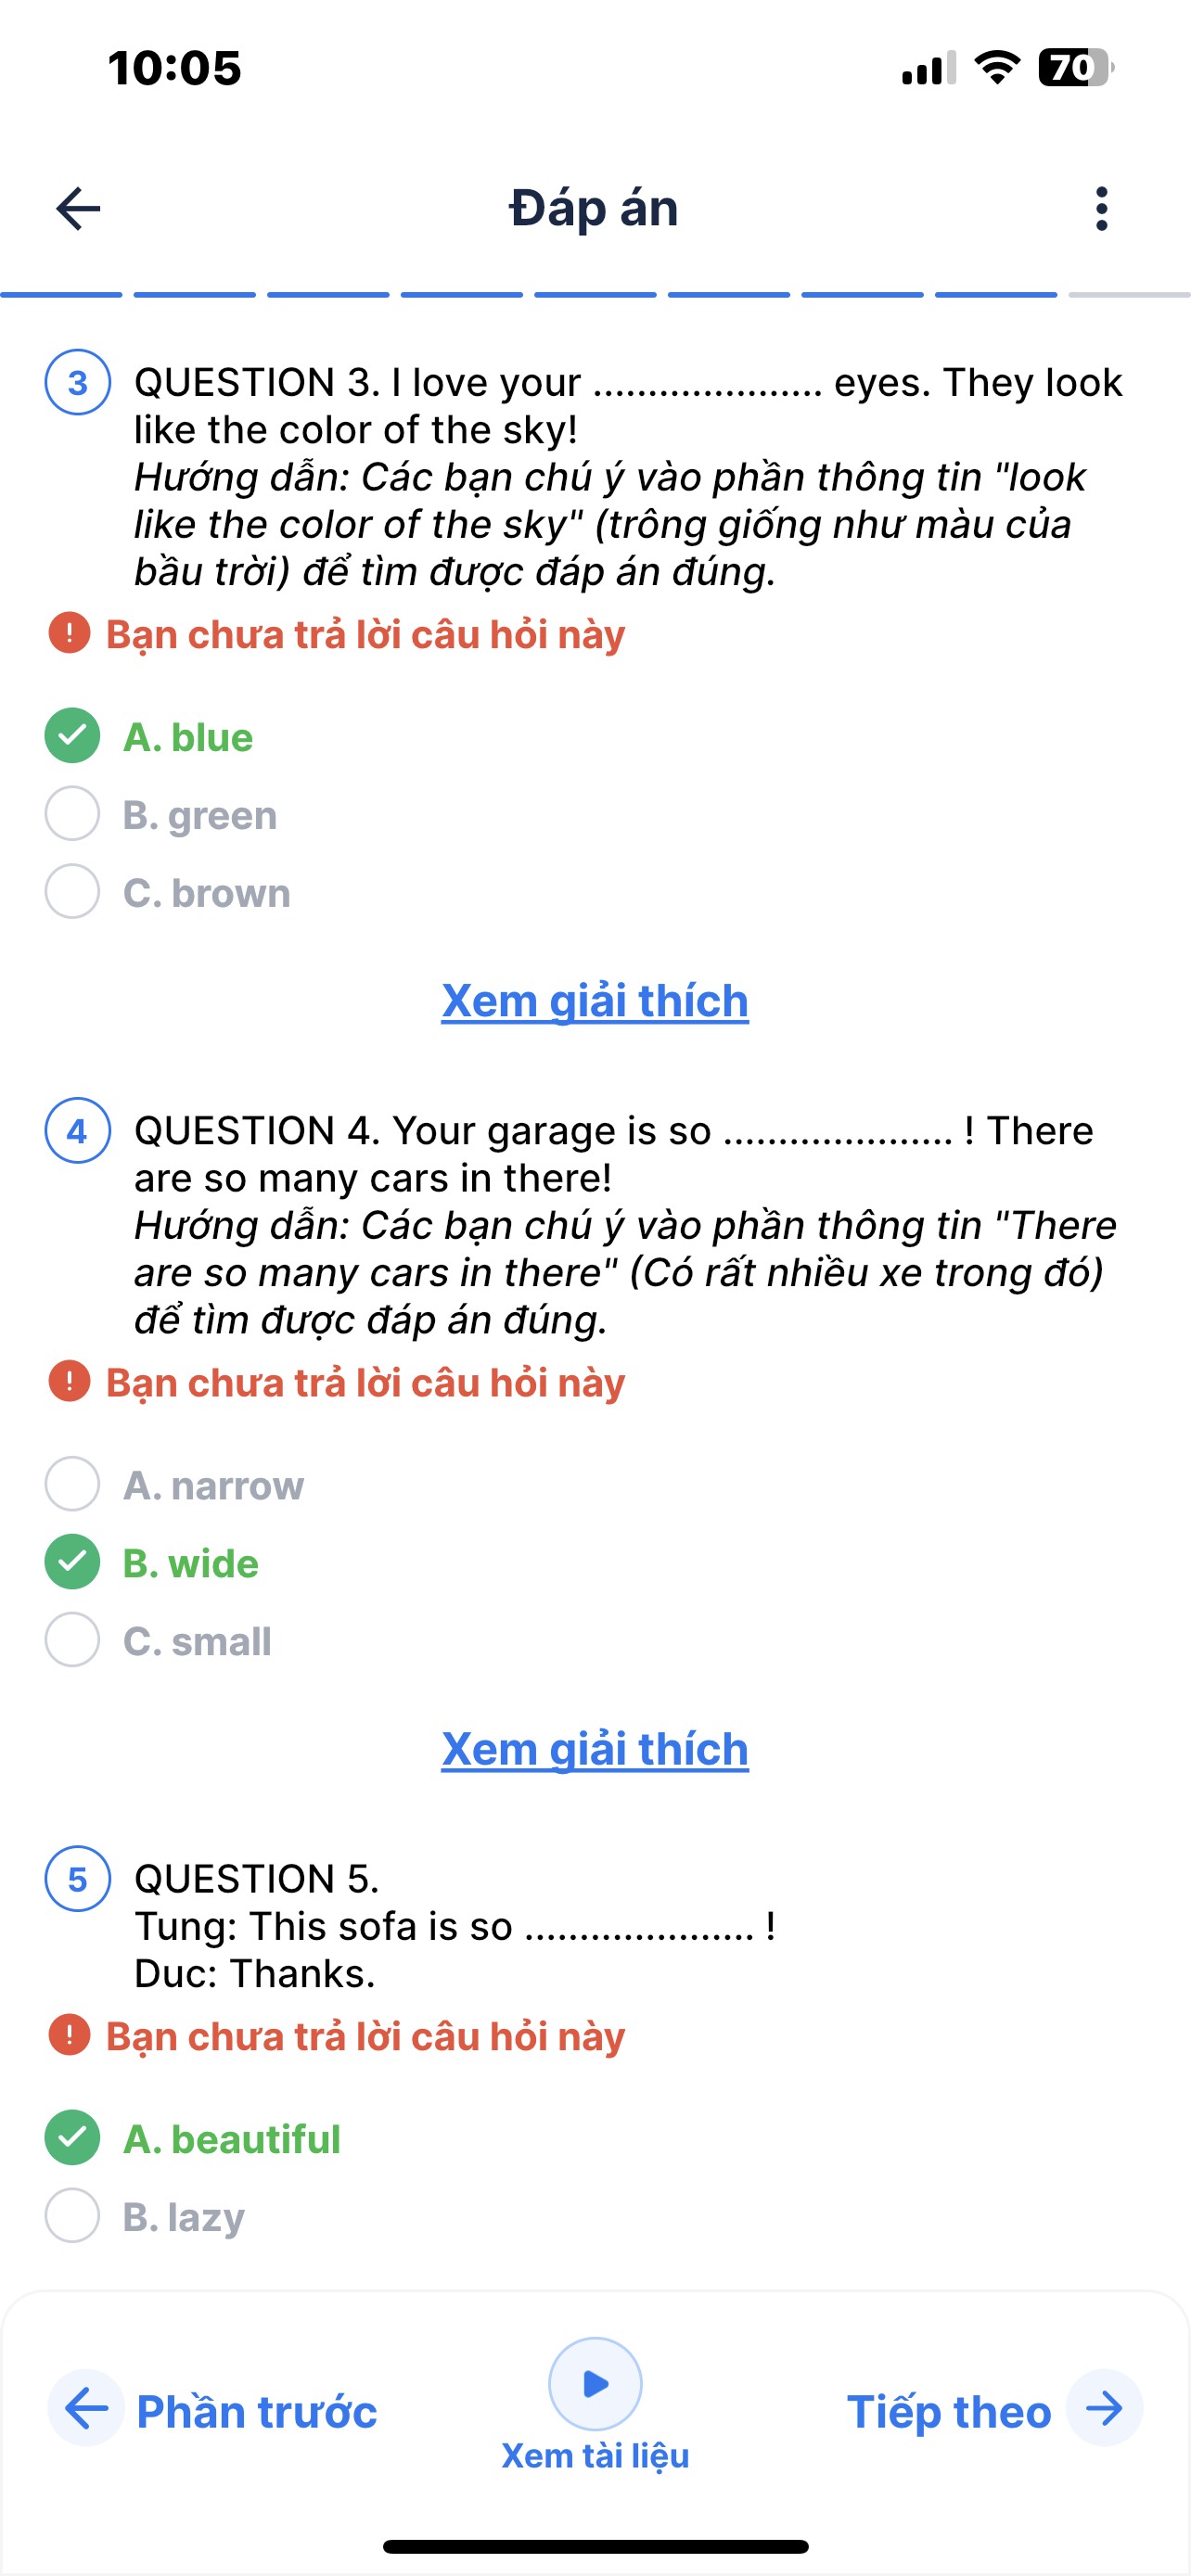 10:05
70
Đáp án
3
QUESTION 3. I love your ..................... eyes. They look
like the color of the sky!
Hướng dẫn: Các bạn chú ý vào phần thông tin "look
like the color of the sky" (trông giống như màu của
bầu trời) để tìm được đáp án đúng.
Bạn chưa trả lời câu hỏi này
A. blue
B. green
C. brown
Xem giải thích
4
QUESTION 4. Your garage is so ..................... ! There
are so many cars in there!
Hướng dẫn: Các bạn chú ý vào phần thông tin "There
are so many cars in there" (Có rất nhiều xe trong đó)
để tìm được đáp án đúng.
Bạn chưa trả lời câu hỏi này
A. narrow
B. wide
C. small
Xem giải thích
5
QUESTION 5.
Tung: This sofa is so ..................... !
Duc: Thanks.
Bạn chưa trả lời câu hỏi này
A. beautiful
B. lazy
Phần trước
Xem tài liệu
Tiếp theo